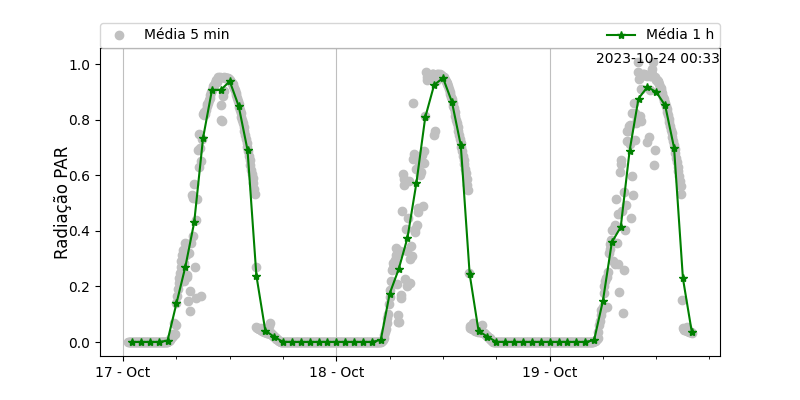 Média 5 min
Média 1 h
2023-10-24 00:33
Radiação PAR
1.0
0.8
0.6
0.4
0.2
0.0
17 - Oct
18 - Oct
19 - Oct